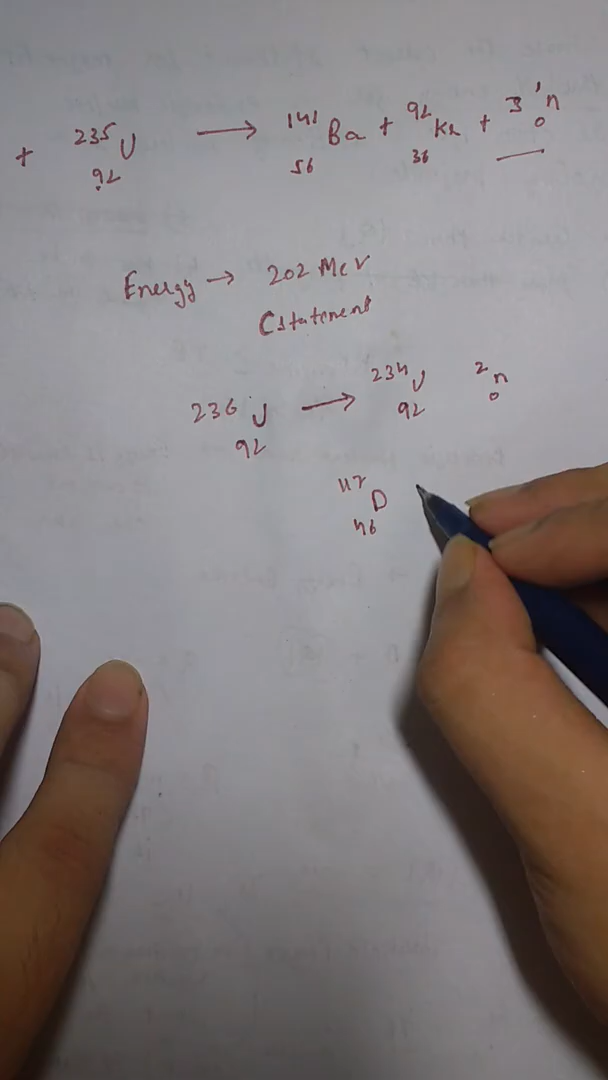 + 235 U 92 → 141 Ba 56 + 92 Kr 36 + 3 1 n 0
Energy → 202 MeV
Cstatement
236 U 92 → 234 U 92 2 n 0
117 D 46